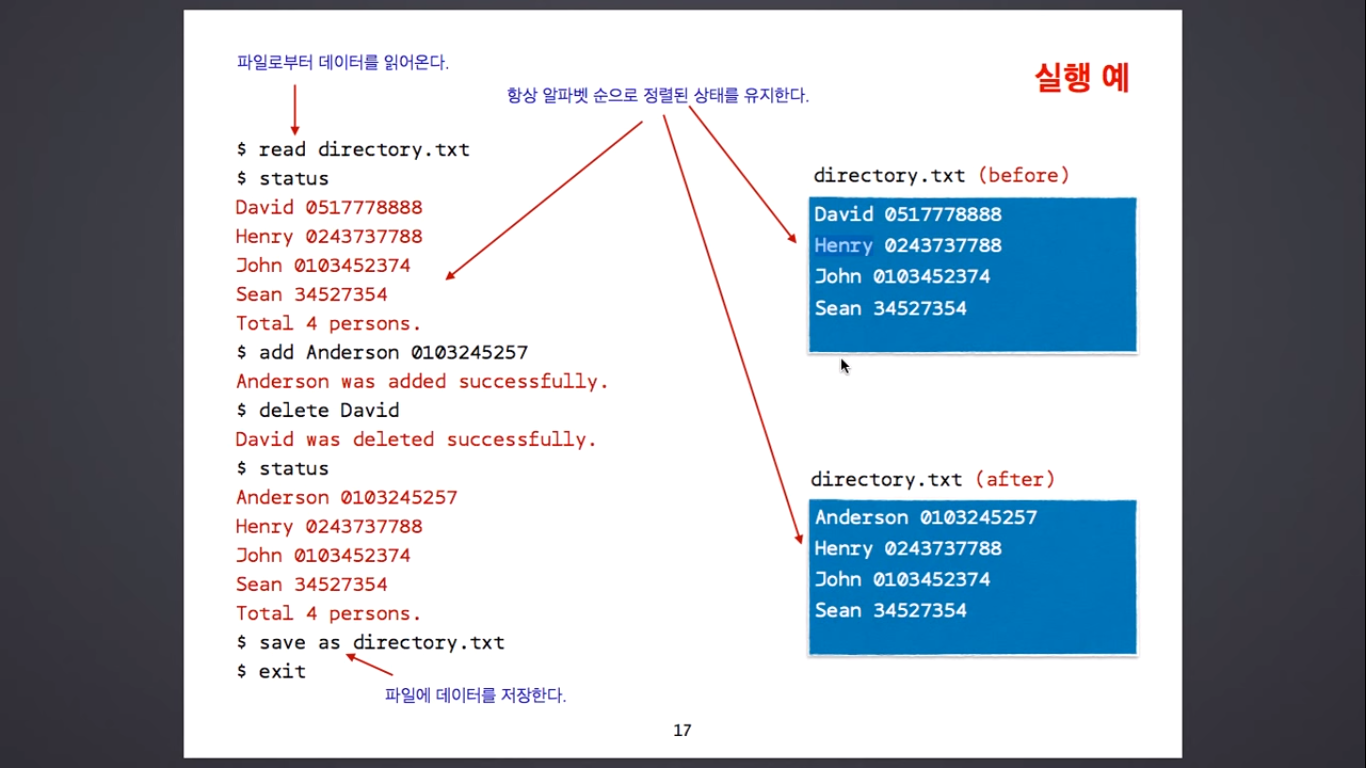 파일로부터 데이터를 읽어온다.
실행 예
항상 알파벳 순으로 정렬된 상태를 유지한다.
$ read directory.txt
$ status
David 0517778888
Henry 0243737788
John 0103452374
Sean 34527354
Total 4 persons.
$ add Anderson 0103245257
Anderson was added successfully.
$ delete David
David was deleted successfully.
$ status
Anderson 0103245257
Henry 0243737788
John 0103452374
Sean 34527354
Total 4 persons.
$ save as directory.txt
$ exit
파일에 데이터를 저장한다.
directory.txt (before)
David 0517778888
Henry 0243737788
John 0103452374
Sean 34527354
directory.txt (after)
Anderson 0103245257
Henry 0243737788
John 0103452374
Sean 34527354
17